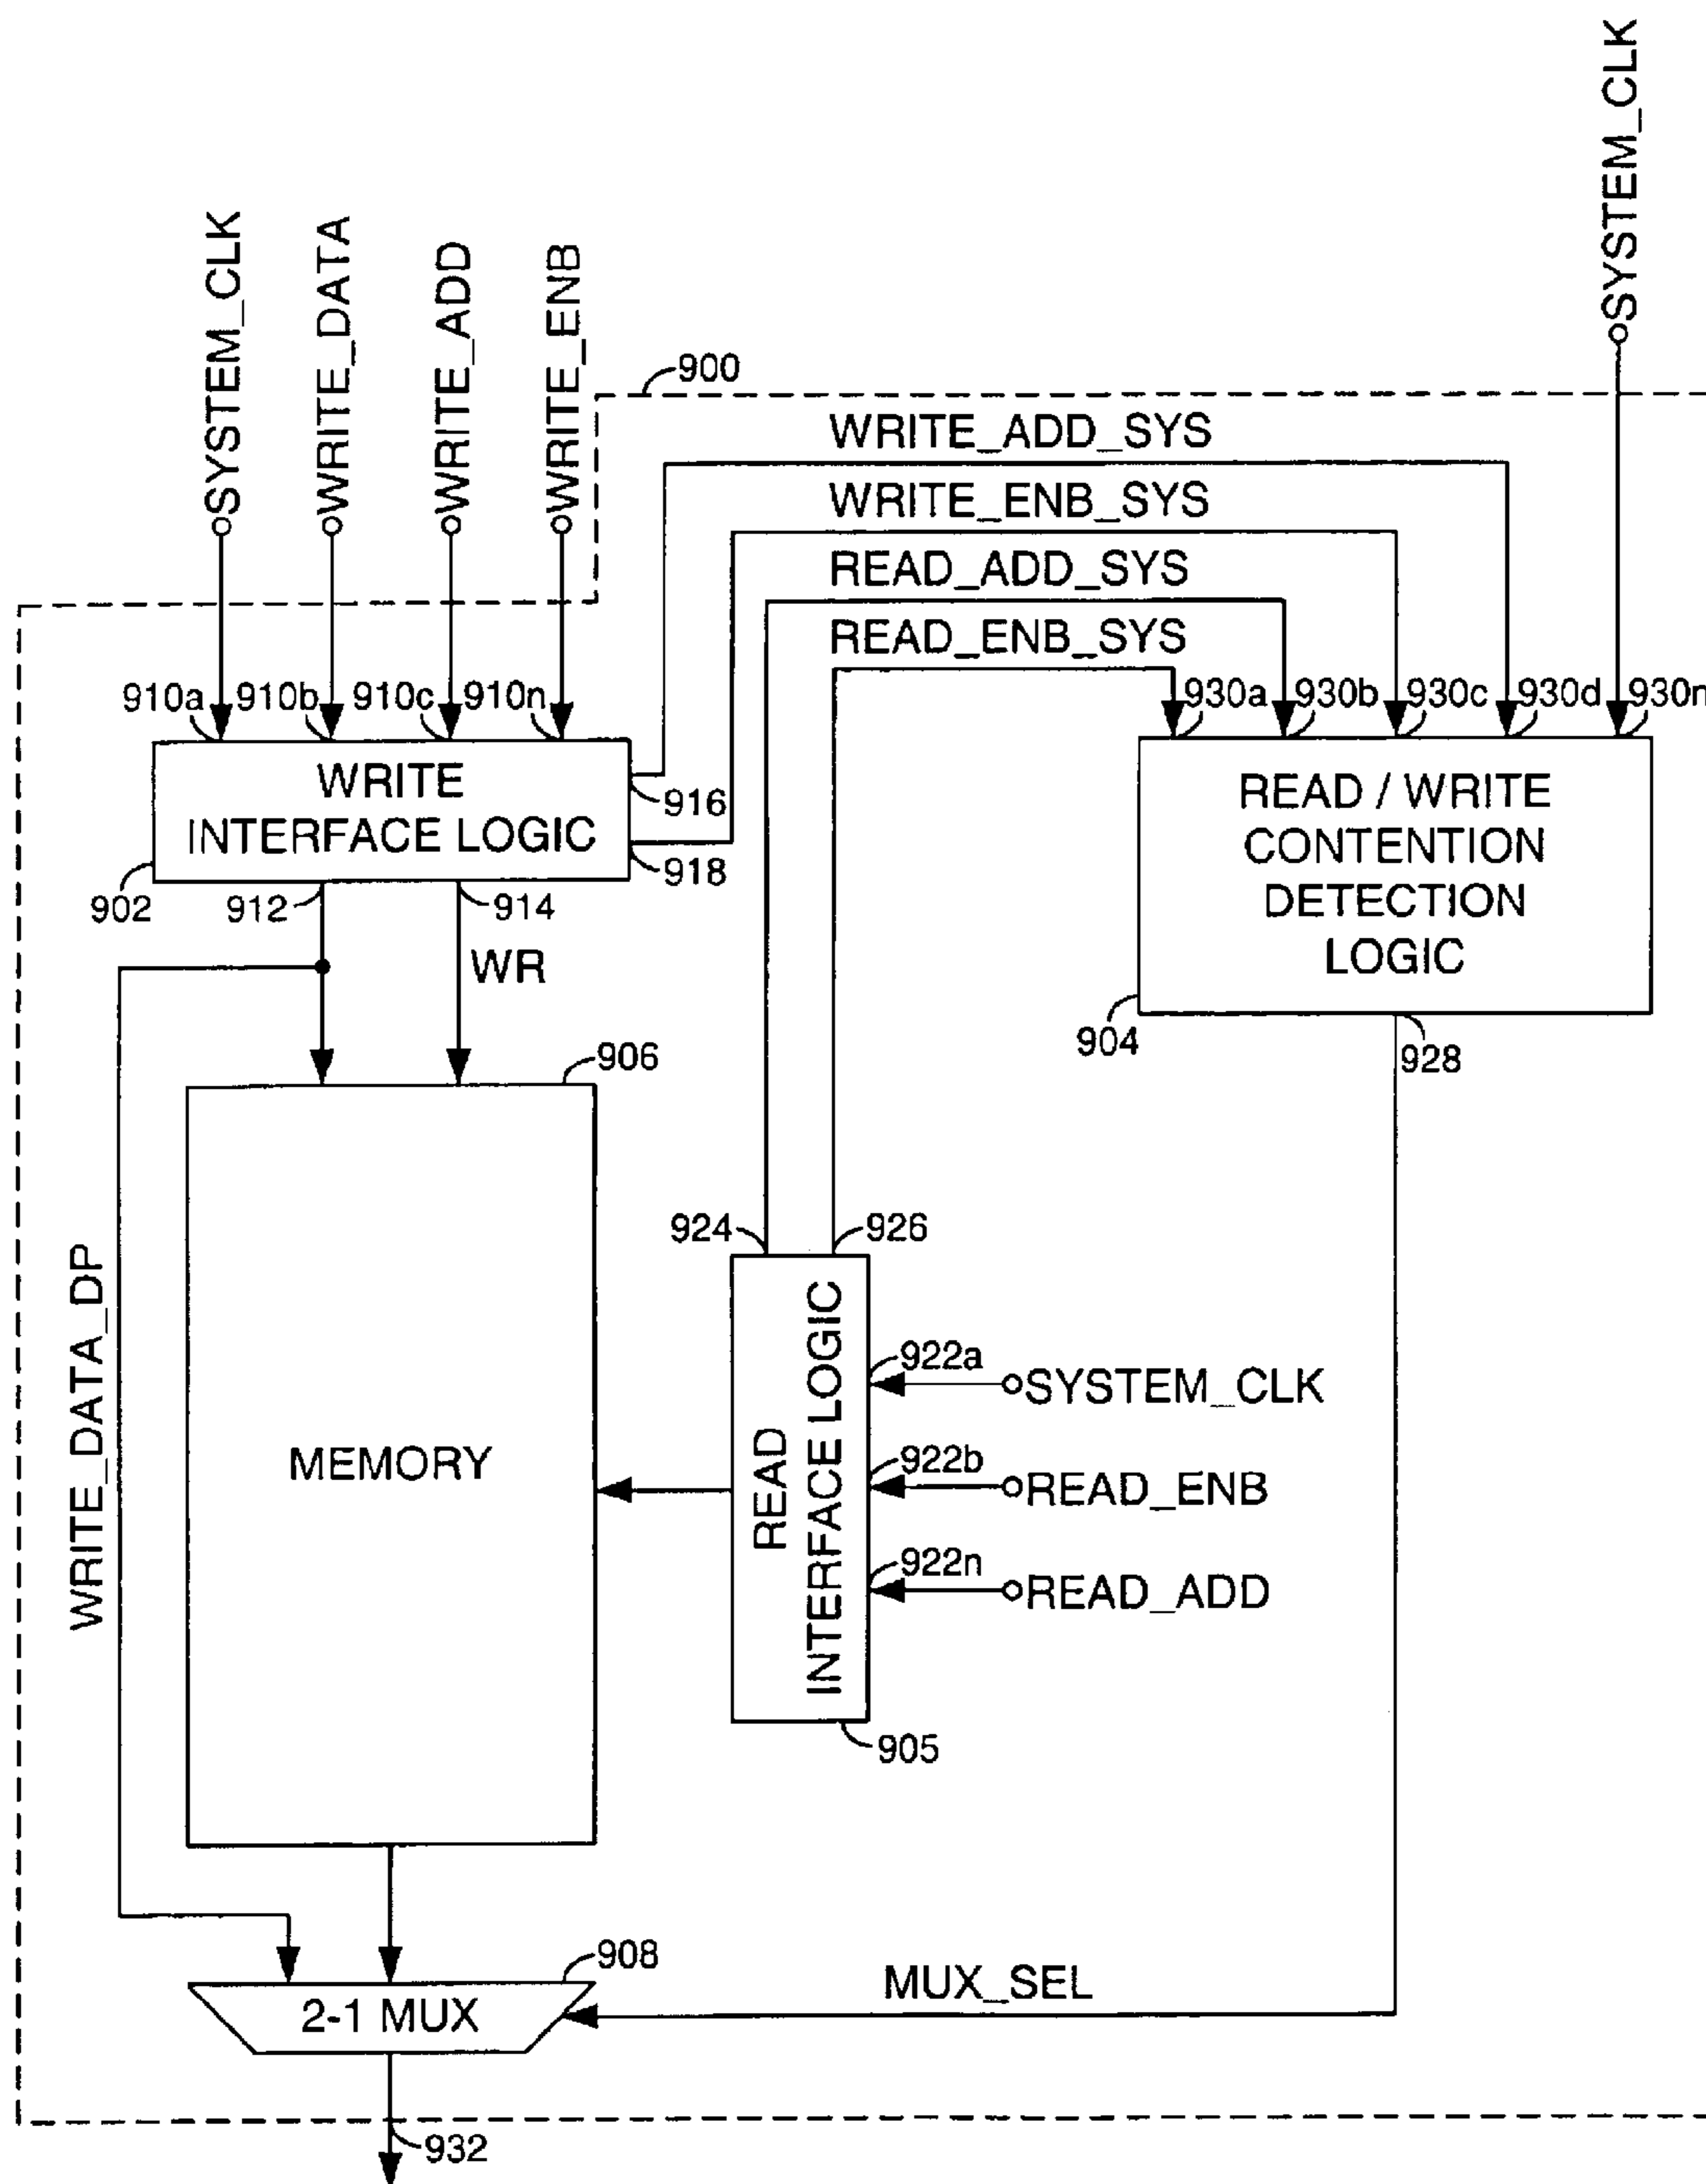 SYSTEM_CLK
SYSTEM_CLK
WRITE_DATA
WRITE_ADD
WRITE_ENB
900
WRITE_ADD_SYS
WRITE_ENB_SYS
READ_ADD_SYS
READ_ENB_SYS
910a 910b 910c 910n
930a 930b 930c 930d 930n
WRITE
INTERFACE LOGIC
916
918
902
912
914
WR
READ / WRITE
CONTENTION
DETECTION
LOGIC
904
928
906
MEMORY
WRITE_DATA_DP
924
926
READ
INTERFACE LOGIC
922a
SYSTEM_CLK
922b
READ_ENB
922n
READ_ADD
905
908
2-1 MUX
MUX_SEL
932